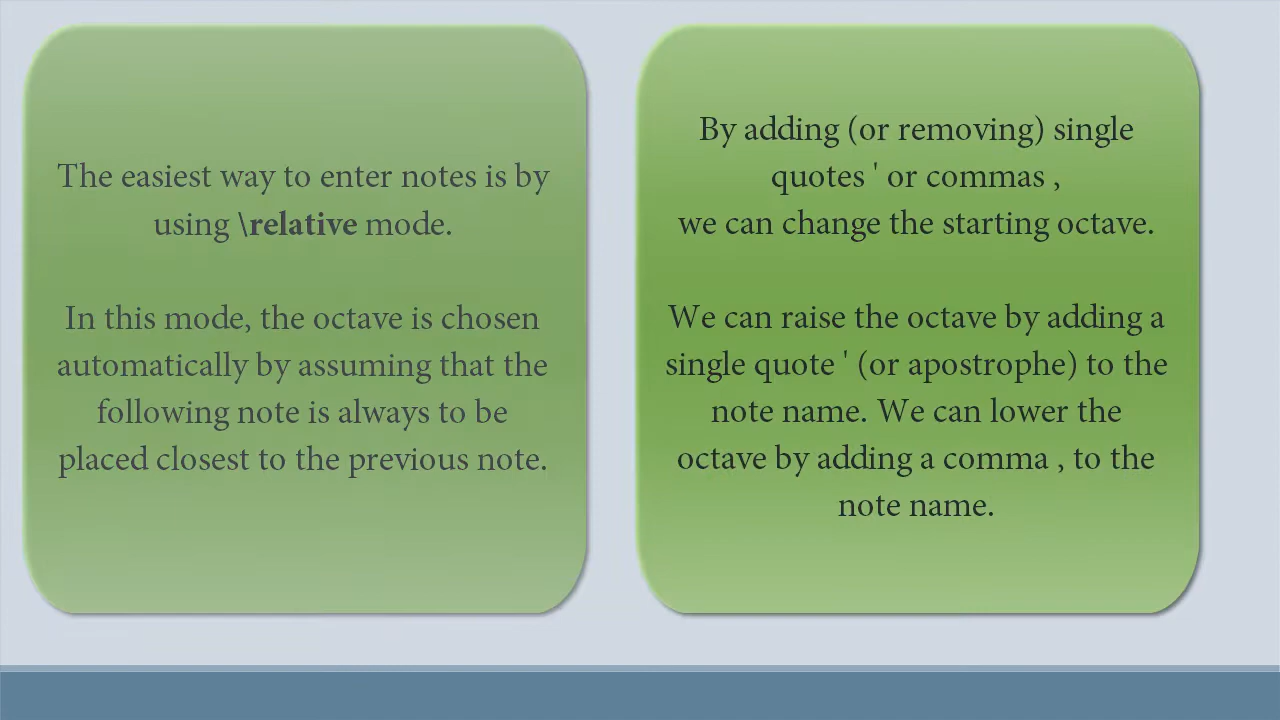 The easiest way to enter notes is by
using \relative mode.
In this mode, the octave is chosen
automatically by assuming that the
following note is always to be
placed closest to the previous note.
By adding (or removing) single
quotes ' or commas ,
we can change the starting octave.
We can raise the octave by adding a
single quote ' (or apostrophe) to the
note name. We can lower the
octave by adding a comma , to the
note name.